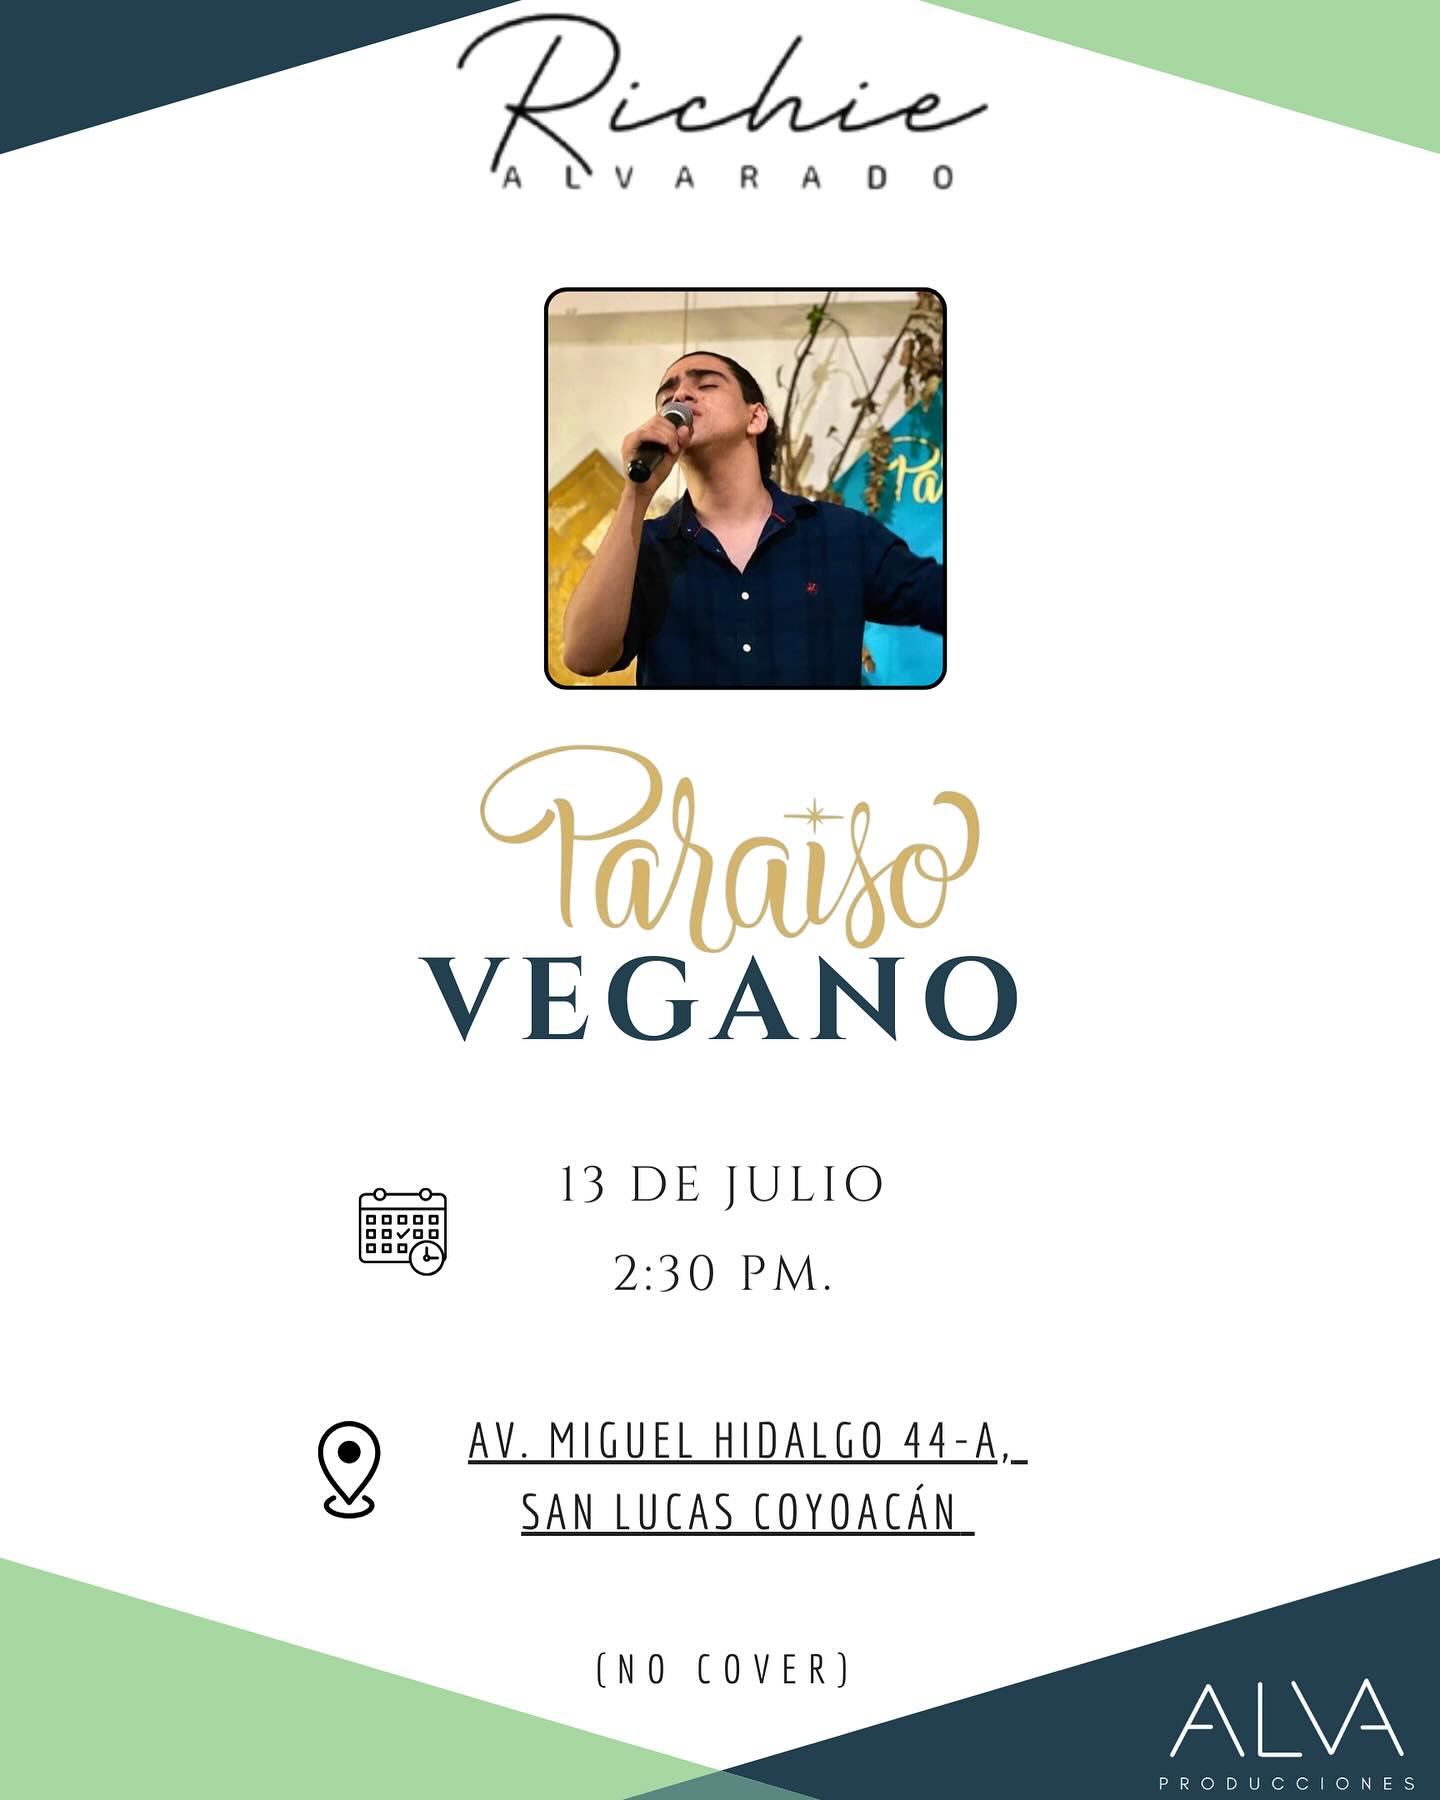 Richie
ALVARADO
Pa
Paraiso
VEGANO
13 DE JULIO
2:30 PM.
AV. MIGUEL HIDALGO 44-A,
SAN LUCAS COYOACÁN
(NO COVER)
ALVA
PRODUCCIONES